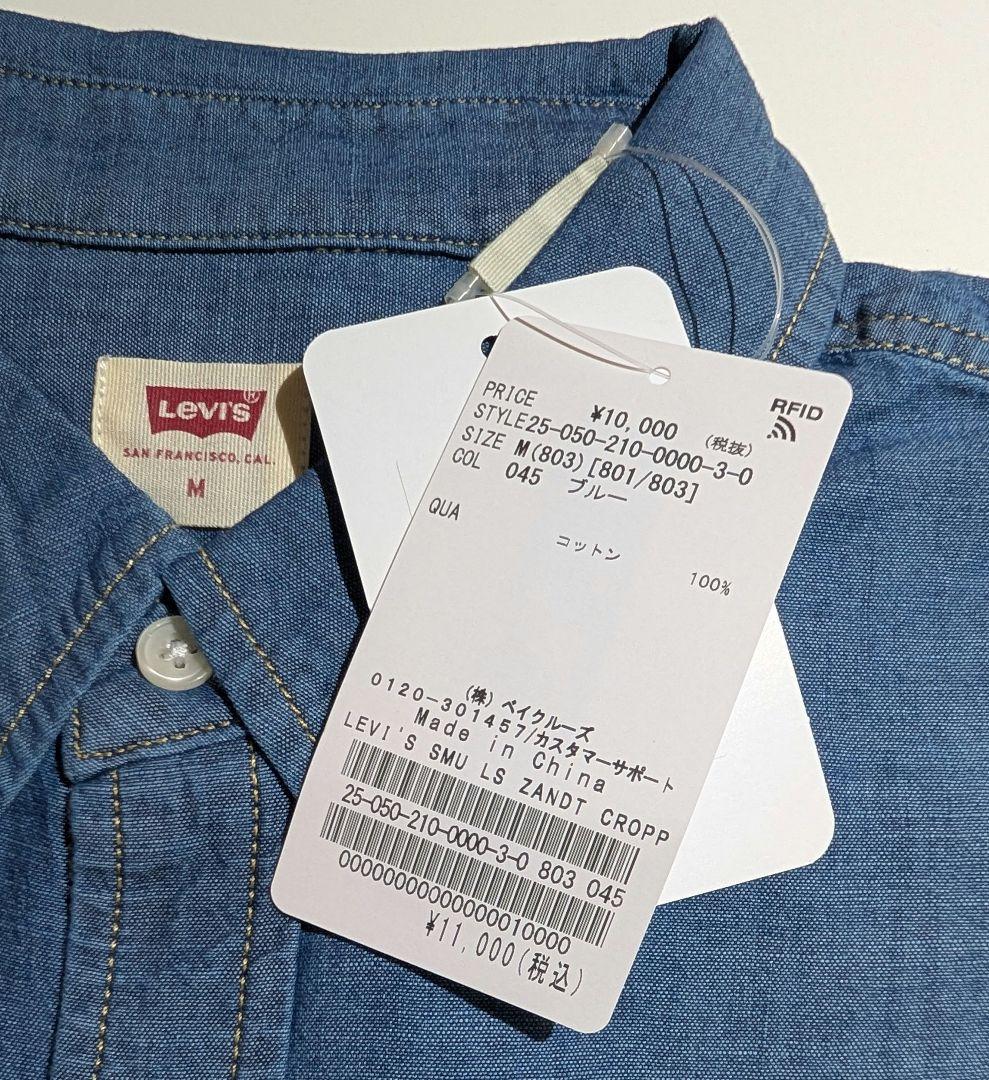 LEVI'S®
SAN FRANCISCO, CAL.
M
RFID
PRICE ¥10,000 (税抜)
STYLE25-050-210-0000-3-0
SIZE M(803)[801/803]
COL 045 ブルー
QUA
コットン 100%
(株)ベイクルーズ
0120-301457/カスタマーサポート
Made in China
LEVI'S SMU LS ZANDT CROPP
25-050-210-0000-3-0 803 045
0000000000000010000
¥11,000(税込)